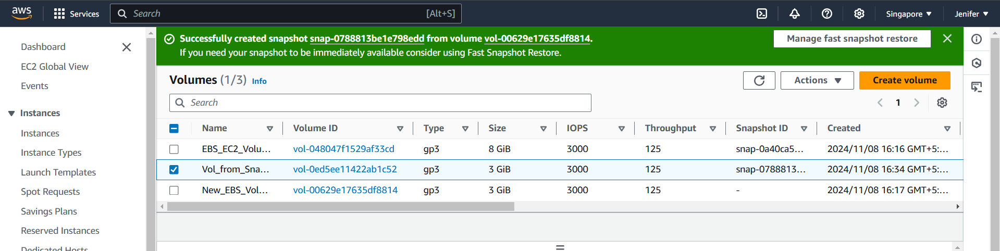 aws Services Search [Alt+S] Singapore Jenifer
Dashboard
EC2 Global View
Events
Instances
Instances
Instance Types
Launch Templates
Spot Requests
Savings Plans
Reserved Instances
Dedicated Hosts
Successfully created snapshot snap-0788813be1e798edd from volume vol-00629e17635df8814.
If you need your snapshot to be immediately available consider using Fast Snapshot Restore.
Manage fast snapshot restore
Volumes (1/3) Info
Actions
Create volume
Search
1
Name Volume ID Type Size IOPS Throughput Snapshot ID Created
EBS_EC2_Volu... vol-048047f1529af33cd gp3 8 GiB 3000 125 snap-0a40ca5... 2024/11/08 16:16 GMT+5:...
Vol_from_Sna... vol-0ed5ee11422ab1c52 gp3 3 GiB 3000 125 snap-0788813... 2024/11/08 16:34 GMT+5:...
New_EBS_Vol... vol-00629e17635df8814 gp3 3 GiB 3000 125 - 2024/11/08 16:17 GMT+5:...